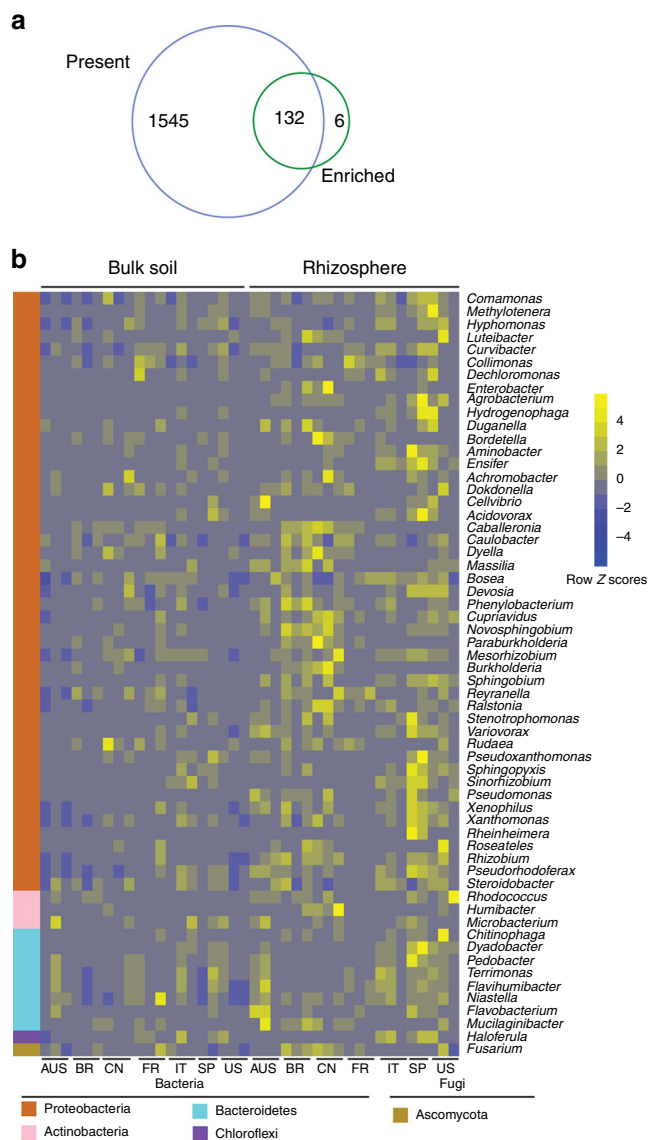 a
Present
1545
132
6
Enriched
b
Bulk soil
Rhizosphere
Comamonas
Methylotenera
Hyphomonas
Luteibacter
Curvibacter
Collimonas
Dechloromonas
Enterobacter
Agrobacterium
Hydrogenophaga
Duganella
Bordetella
Aminobacter
Ensifer
Achromobacter
Dokdonella
Cellvibrio
Acidovorax
Caballeronia
Caulobacter
Dyella
Massilia
Bosea
Devosia
Phenylobacterium
Cupriavidus
Novosphingobium
Paraburkholderia
Mesorhizobium
Burkholderia
Sphingobium
Reyranella
Ralstonia
Stenotrophomonas
Variovorax
Rudaea
Pseudoxanthomonas
Sphingopyxis
Sinorhizobium
Pseudomonas
Xenophilus
Xanthomonas
Rheinheimera
Roseateles
Rhizobium
Pseudorhodoferax
Steroidobacter
Rhodococcus
Humibacter
Microbacterium
Chitinophaga
Dyadobacter
Pedobacter
Terrimonas
Flavihumibacter
Niastella
Flavobacterium
Mucilaginibacter
Haloferula
Fusarium
4
2
0
−2
−4
Row Z scores
AUS BR CN FR IT SP US AUS BR CN FR IT SP US
Bacteria
Fugi
Proteobacteria
Bacteroidetes
Ascomycota
Actinobacteria
Chloroflexi